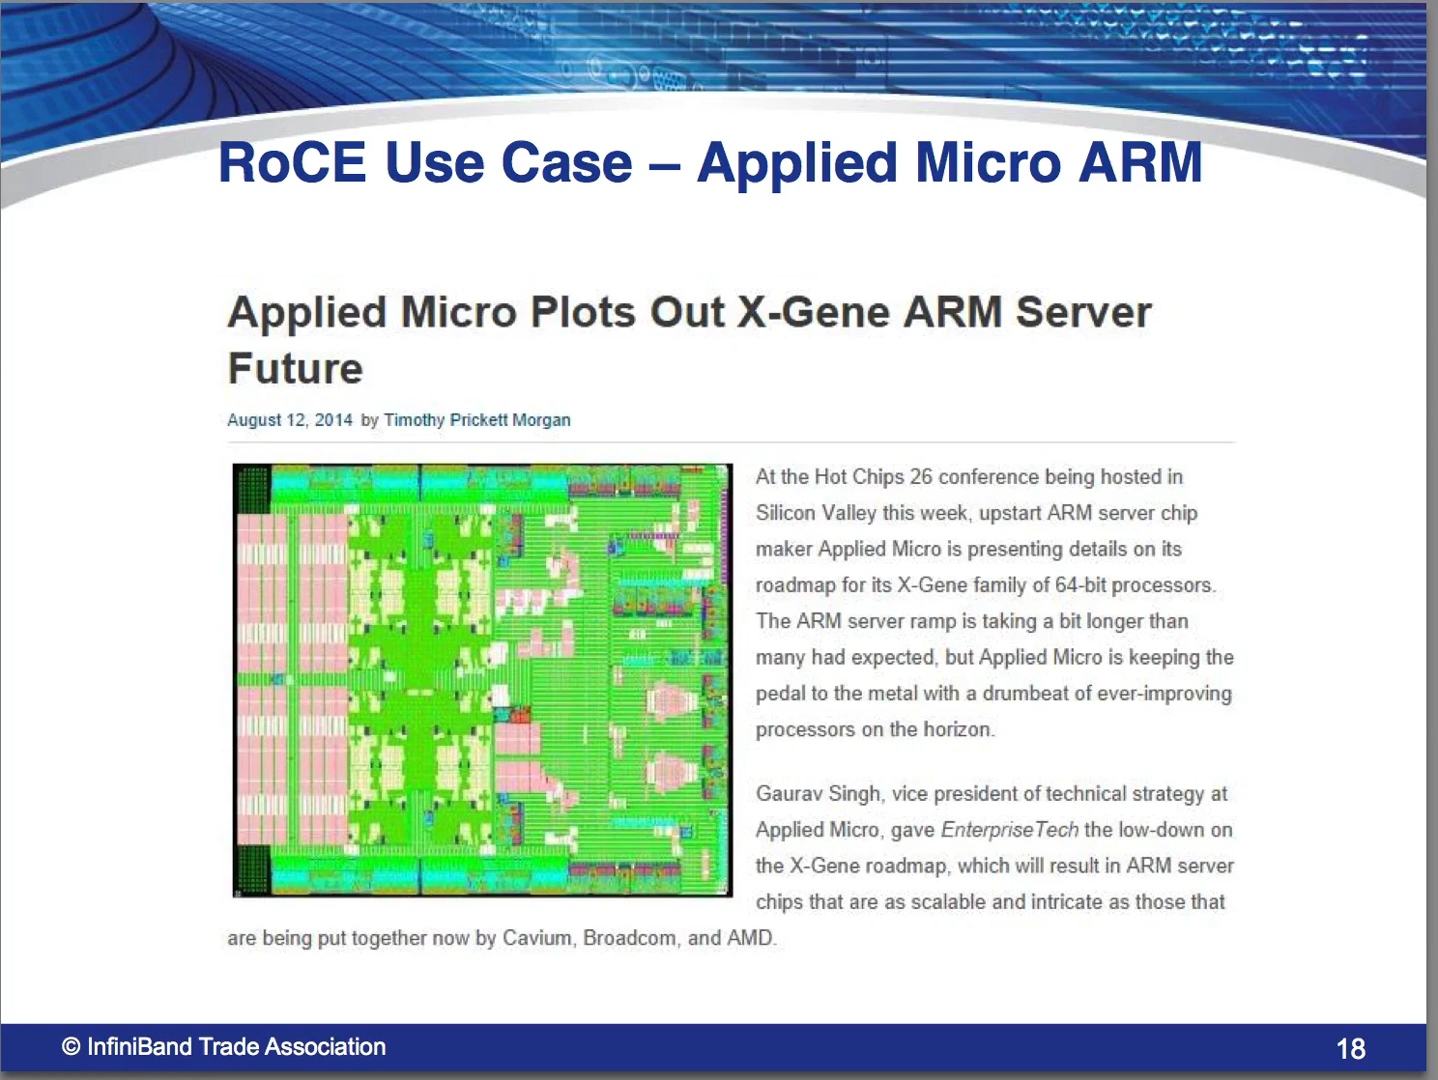 RoCE Use Case – Applied Micro ARM
Applied Micro Plots Out X-Gene ARM Server
Future
August 12, 2014 by Timothy Prickett Morgan
At the Hot Chips 26 conference being hosted in
Silicon Valley this week, upstart ARM server chip
maker Applied Micro is presenting details on its
roadmap for its X-Gene family of 64-bit processors.
The ARM server ramp is taking a bit longer than
many had expected, but Applied Micro is keeping the
pedal to the metal with a drumbeat of ever-improving
processors on the horizon.
Gaurav Singh, vice president of technical strategy at
Applied Micro, gave EnterpriseTech the low-down on
the X-Gene roadmap, which will result in ARM server
chips that are as scalable and intricate as those that
are being put together now by Cavium, Broadcom, and AMD.
© InfiniBand Trade Association
18